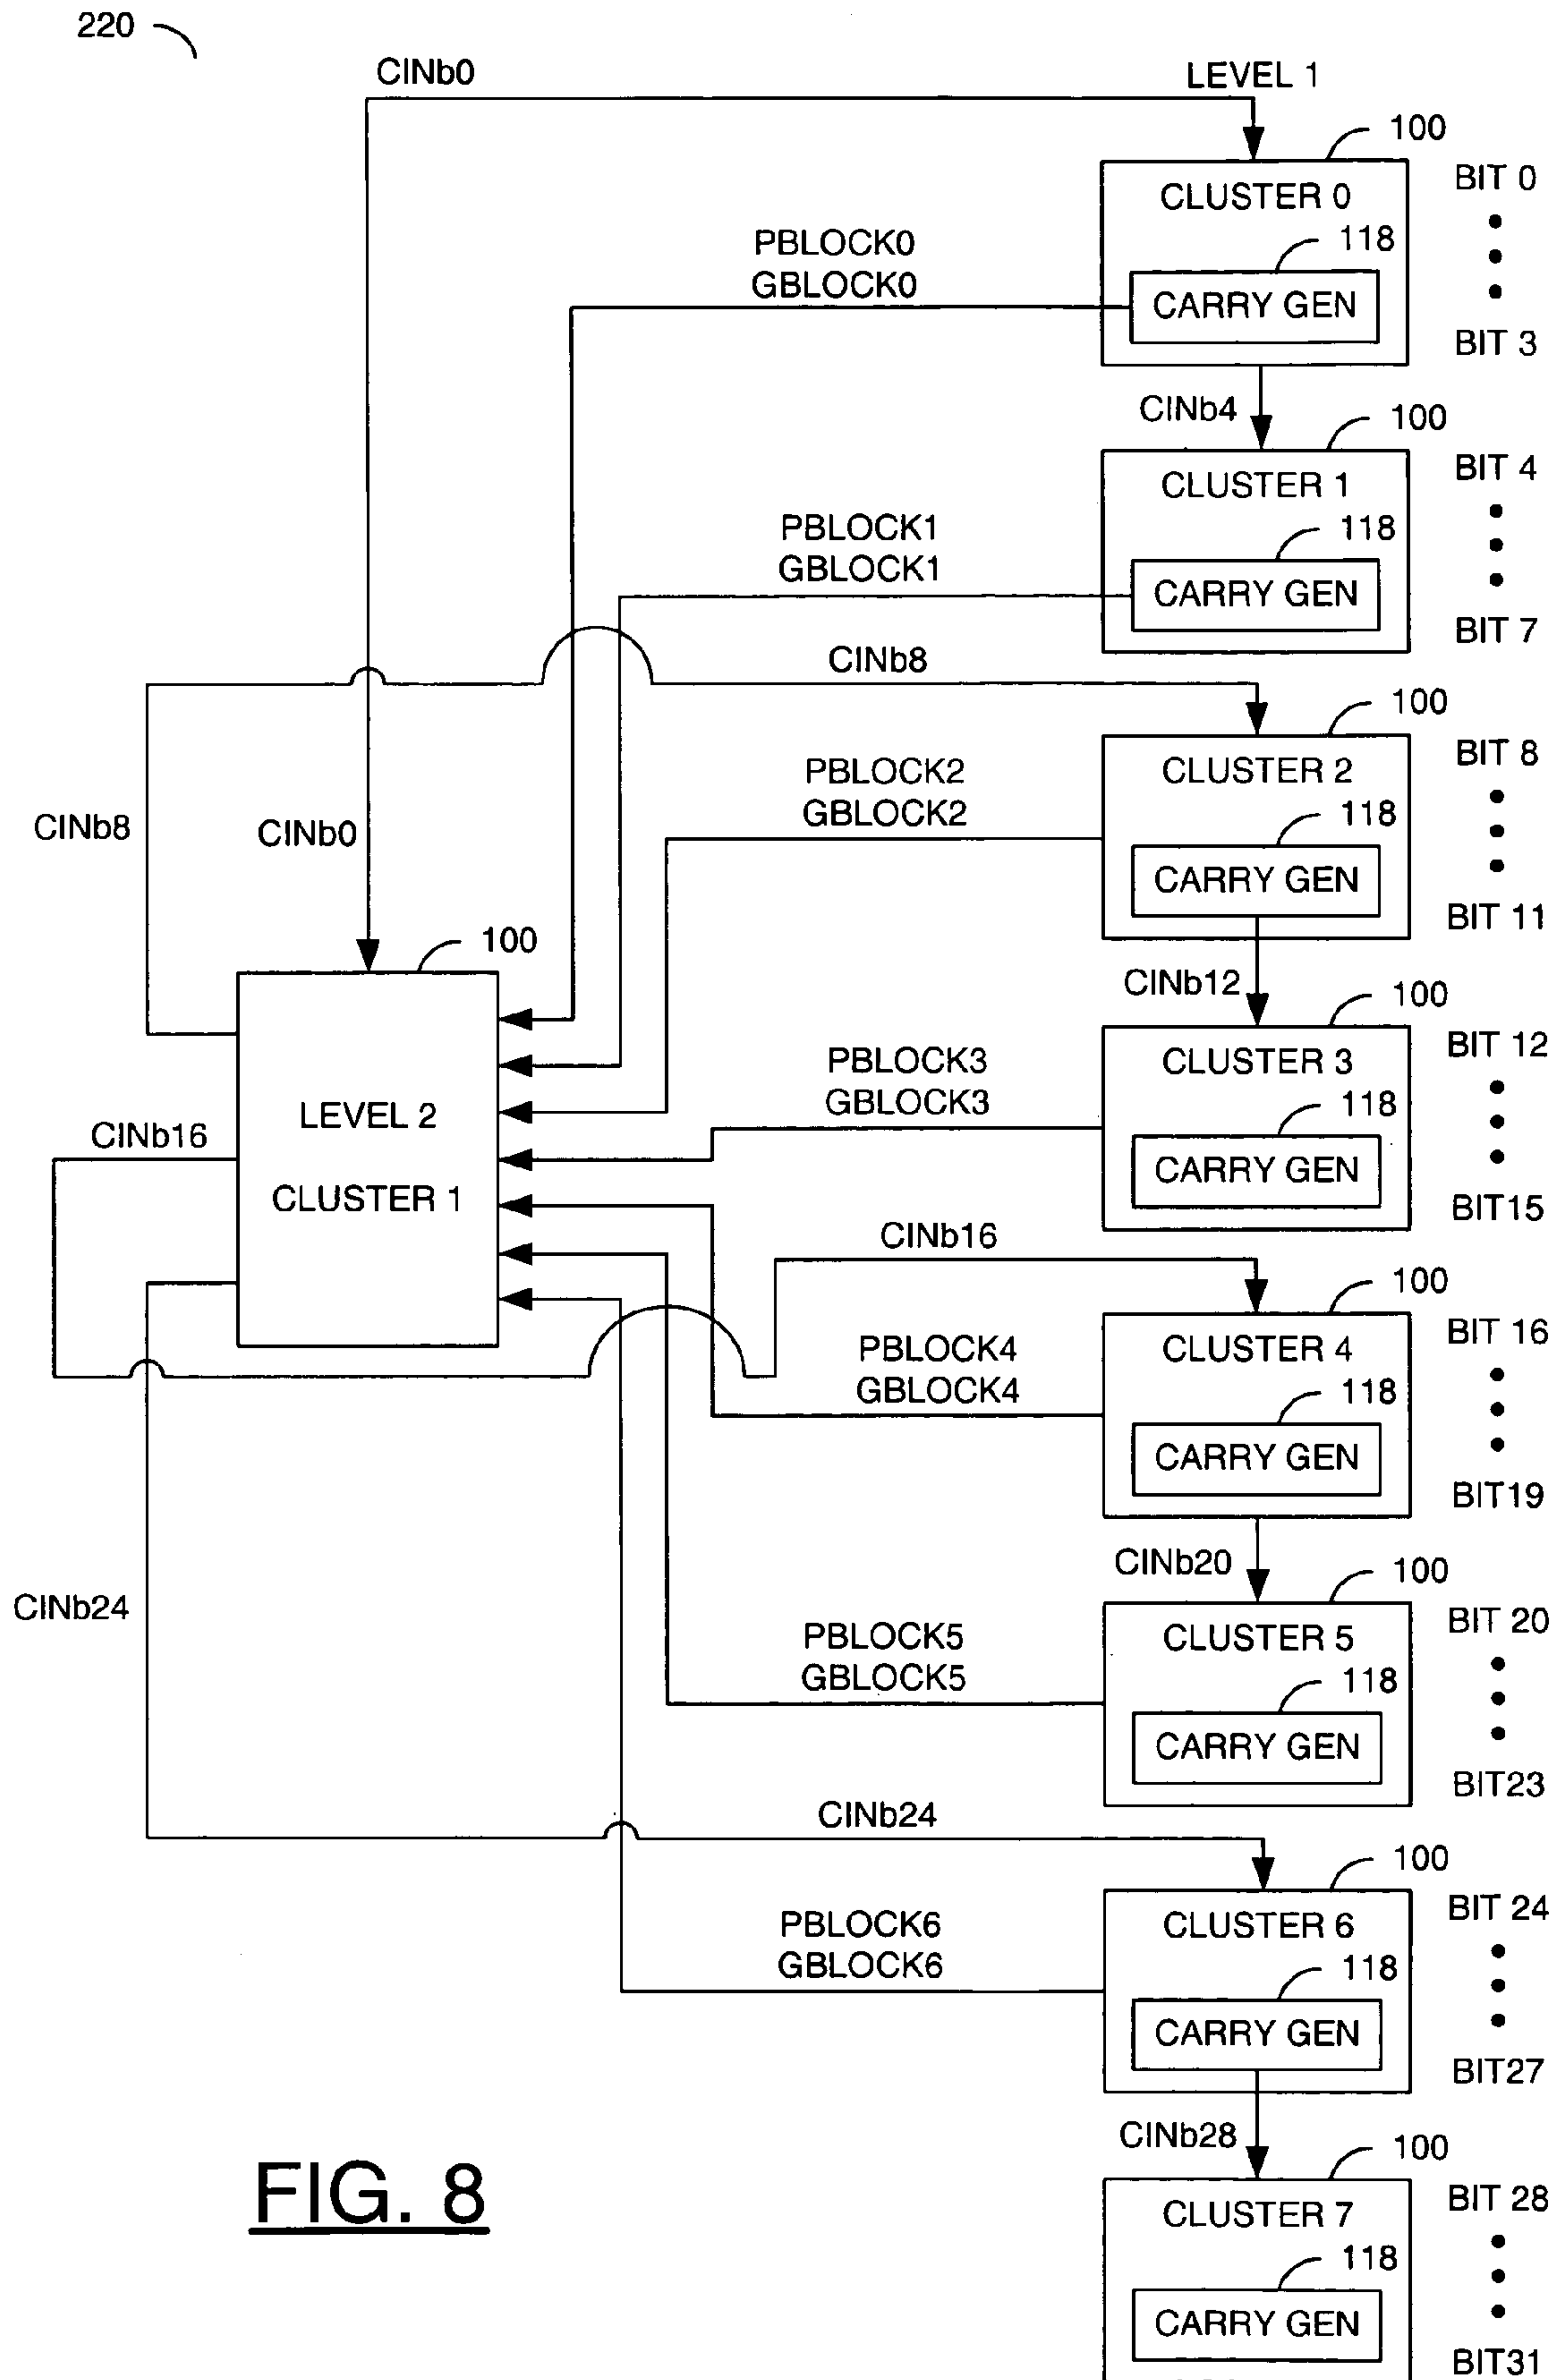 220
CINb0
LEVEL 1
100
CLUSTER 0
BIT 0
118
PBLOCK0
GBLOCK0
CARRY GEN
BIT 3
CINb4
100
CLUSTER 1
BIT 4
118
PBLOCK1
GBLOCK1
CARRY GEN
BIT 7
CINb8
100
CLUSTER 2
BIT 8
118
PBLOCK2
GBLOCK2
CINb8
CINb0
CARRY GEN
BIT 11
100
CINb12
100
CLUSTER 3
BIT 12
118
PBLOCK3
GBLOCK3
LEVEL 2
CINb16
CARRY GEN
CLUSTER 1
BIT15
CINb16
100
CLUSTER 4
BIT 16
118
PBLOCK4
GBLOCK4
CARRY GEN
BIT19
CINb20
100
CINb24
CLUSTER 5
BIT 20
118
PBLOCK5
GBLOCK5
CARRY GEN
BIT23
CINb24
100
CLUSTER 6
BIT 24
118
PBLOCK6
GBLOCK6
CARRY GEN
BIT27
CINb28
100
FIG. 8
CLUSTER 7
BIT 28
118
CARRY GEN
BIT31